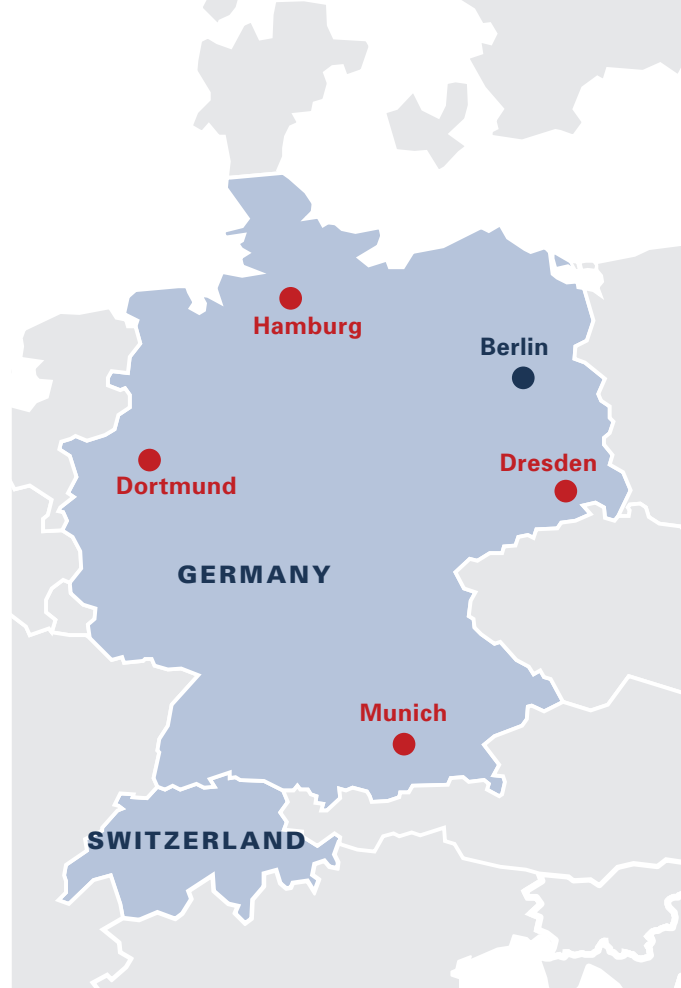 Hamburg
Berlin
Dresden
Dortmund
GERMANY
Munich
SWITZERLAND